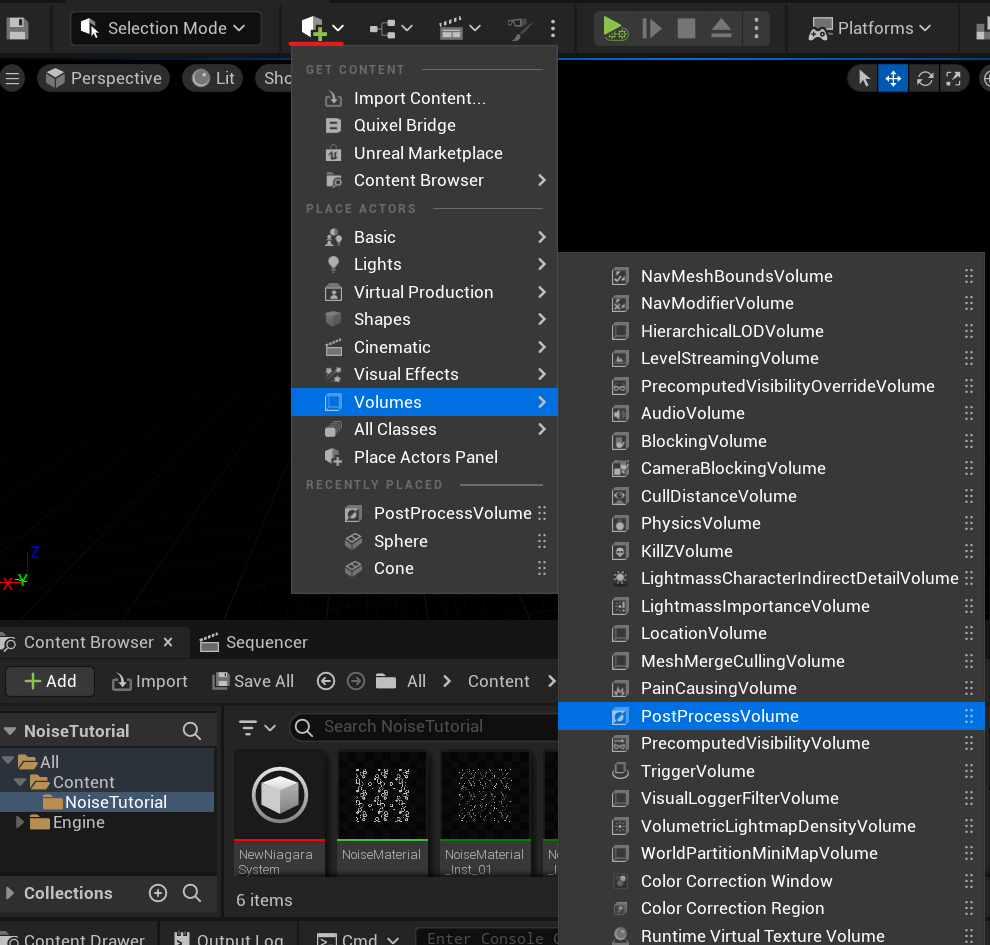 Selection Mode
Platforms
Perspective
Lit
Sho
GET CONTENT
Import Content...
Quixel Bridge
Unreal Marketplace
Content Browser
PLACE ACTORS
Basic
Lights
Virtual Production
Shapes
Cinematic
Visual Effects
Volumes
All Classes
Place Actors Panel
RECENTLY PLACED
PostProcessVolume
Sphere
Cone
NavMeshBoundsVolume
NavModifierVolume
HierarchicalLODVolume
LevelStreamingVolume
PrecomputedVisibilityOverrideVolume
AudioVolume
BlockingVolume
CameraBlockingVolume
CullDistanceVolume
PhysicsVolume
KillZVolume
LightmassCharacterIndirectDetailVolume
LightmassImportanceVolume
LocationVolume
MeshMergeCullingVolume
PainCausingVolume
PostProcessVolume
PrecomputedVisibilityVolume
TriggerVolume
VisualLoggerFilterVolume
VolumetricLightmapDensityVolume
WorldPartitionMiniMapVolume
Color Correction Window
Color Correction Region
Runtime Virtual Texture Volume
Z
X Y
Content Browser
Sequencer
Add
Import
Save All
All
Content
NoiseTutorial
Search NoiseTutorial
All
Content
NoiseTutorial
Engine
NewNiagara
System
NoiseMaterial
NoiseMaterial
_Inst_01
Collections
6 items
Content Drawer
Output Log
Cmd
Enter Console